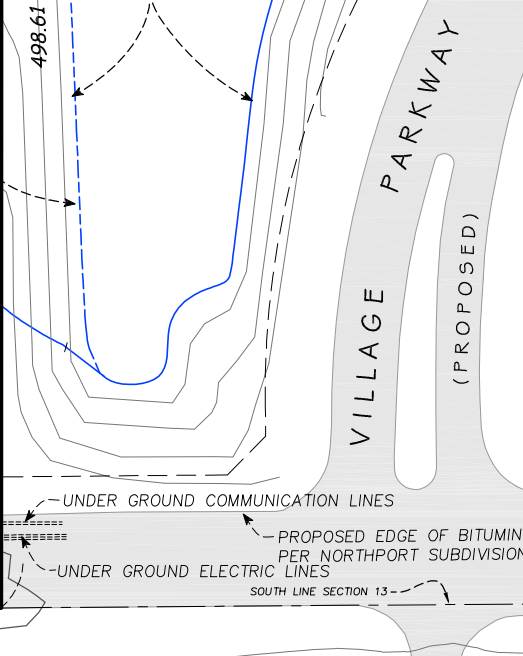 498.61
VILLAGE PARKWAY
(PROPOSED)
UNDER GROUND COMMUNICATION LINES
PROPOSED EDGE OF BITUMIN
PER NORTHPORT SUBDIVISION
UNDER GROUND ELECTRIC LINES
SOUTH LINE SECTION 13